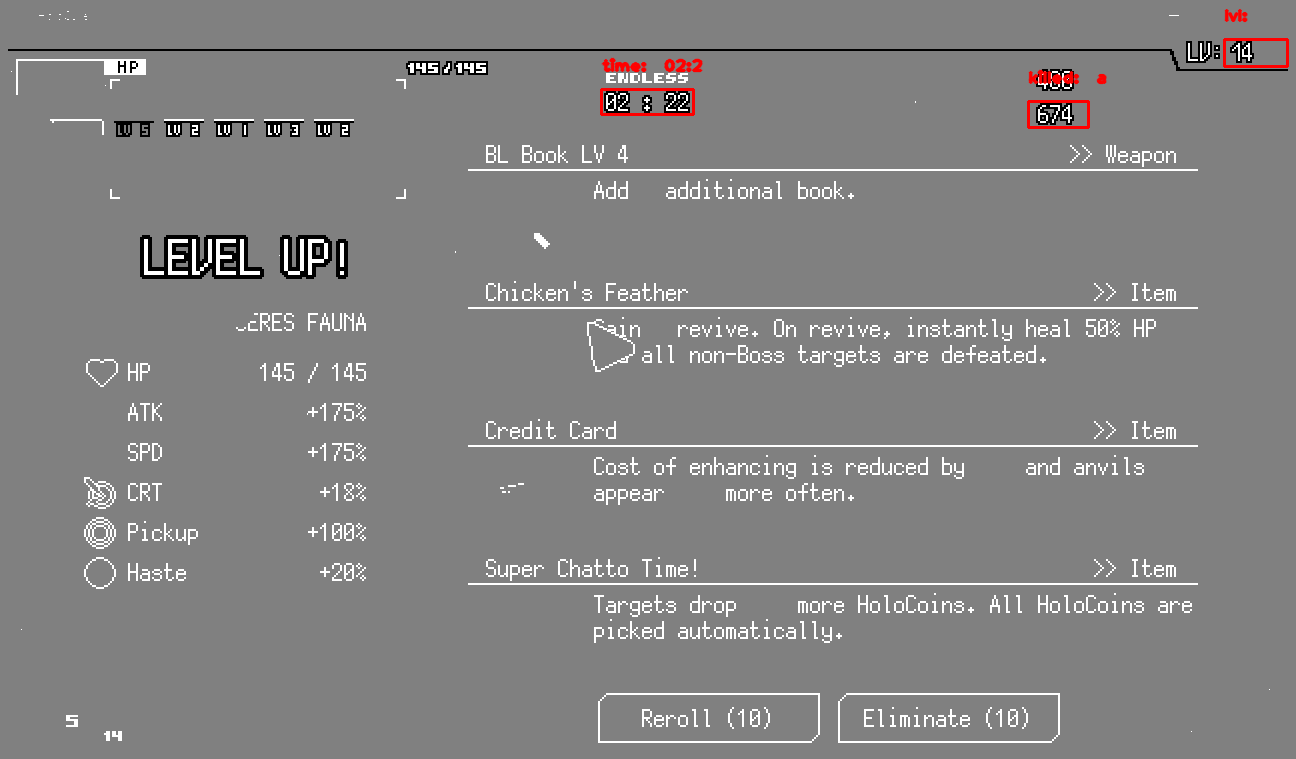 lvl:
LV: 14
HP
145/145
time: 02:2
ENDLESS
02 : 22
killed: a
674
LV 5 LV 2 LV 1 LV 3 LV 2
BL Book LV 4 >> Weapon
Add additional book.
LEVEL UP!
Chicken's Feather >> Item
Gain revive. On revive, instantly heal 50% HP
all non-Boss targets are defeated.
CERES FAUNA
HP 145 / 145
ATK +175%
SPD +175%
CRT +18%
Pickup +100%
Haste +20%
Credit Card >> Item
Cost of enhancing is reduced by and anvils
appear more often.
Super Chatto Time! >> Item
Targets drop more HoloCoins. All HoloCoins are
picked automatically.
Reroll (10) Eliminate (10)
5
14